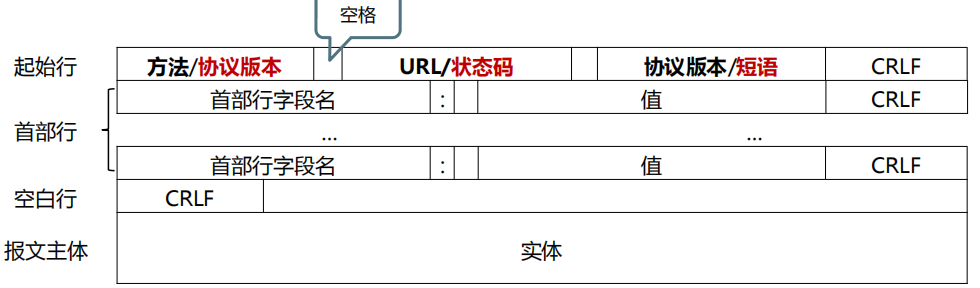 空格
起始行 方法/协议版本 URL/状态码 协议版本/短语 CRLF
首部行字段名 : 值 CRLF
首部行 ... ...
首部行字段名 : 值 CRLF
空白行 CRLF
报文主体 实体